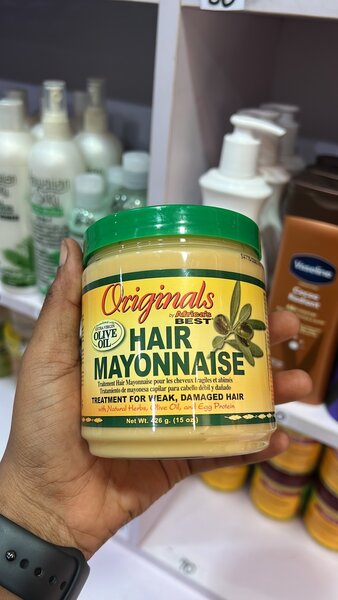 Originals
by Africa's
BEST
EXTRA VIRGIN
OLIVE
OIL
HAIR
MAYONNAISE
Traitement Hair Mayonnaise pour les cheveux fragiles et abîmés
Tratamiento de mayonesa capilar para cabello débil y dañado
TREATMENT FOR WEAK, DAMAGED HAIR
with Natural Herbs, Olive Oil, and Egg Protein
Net Wt. 426 g. (15 oz.)
Vaseline